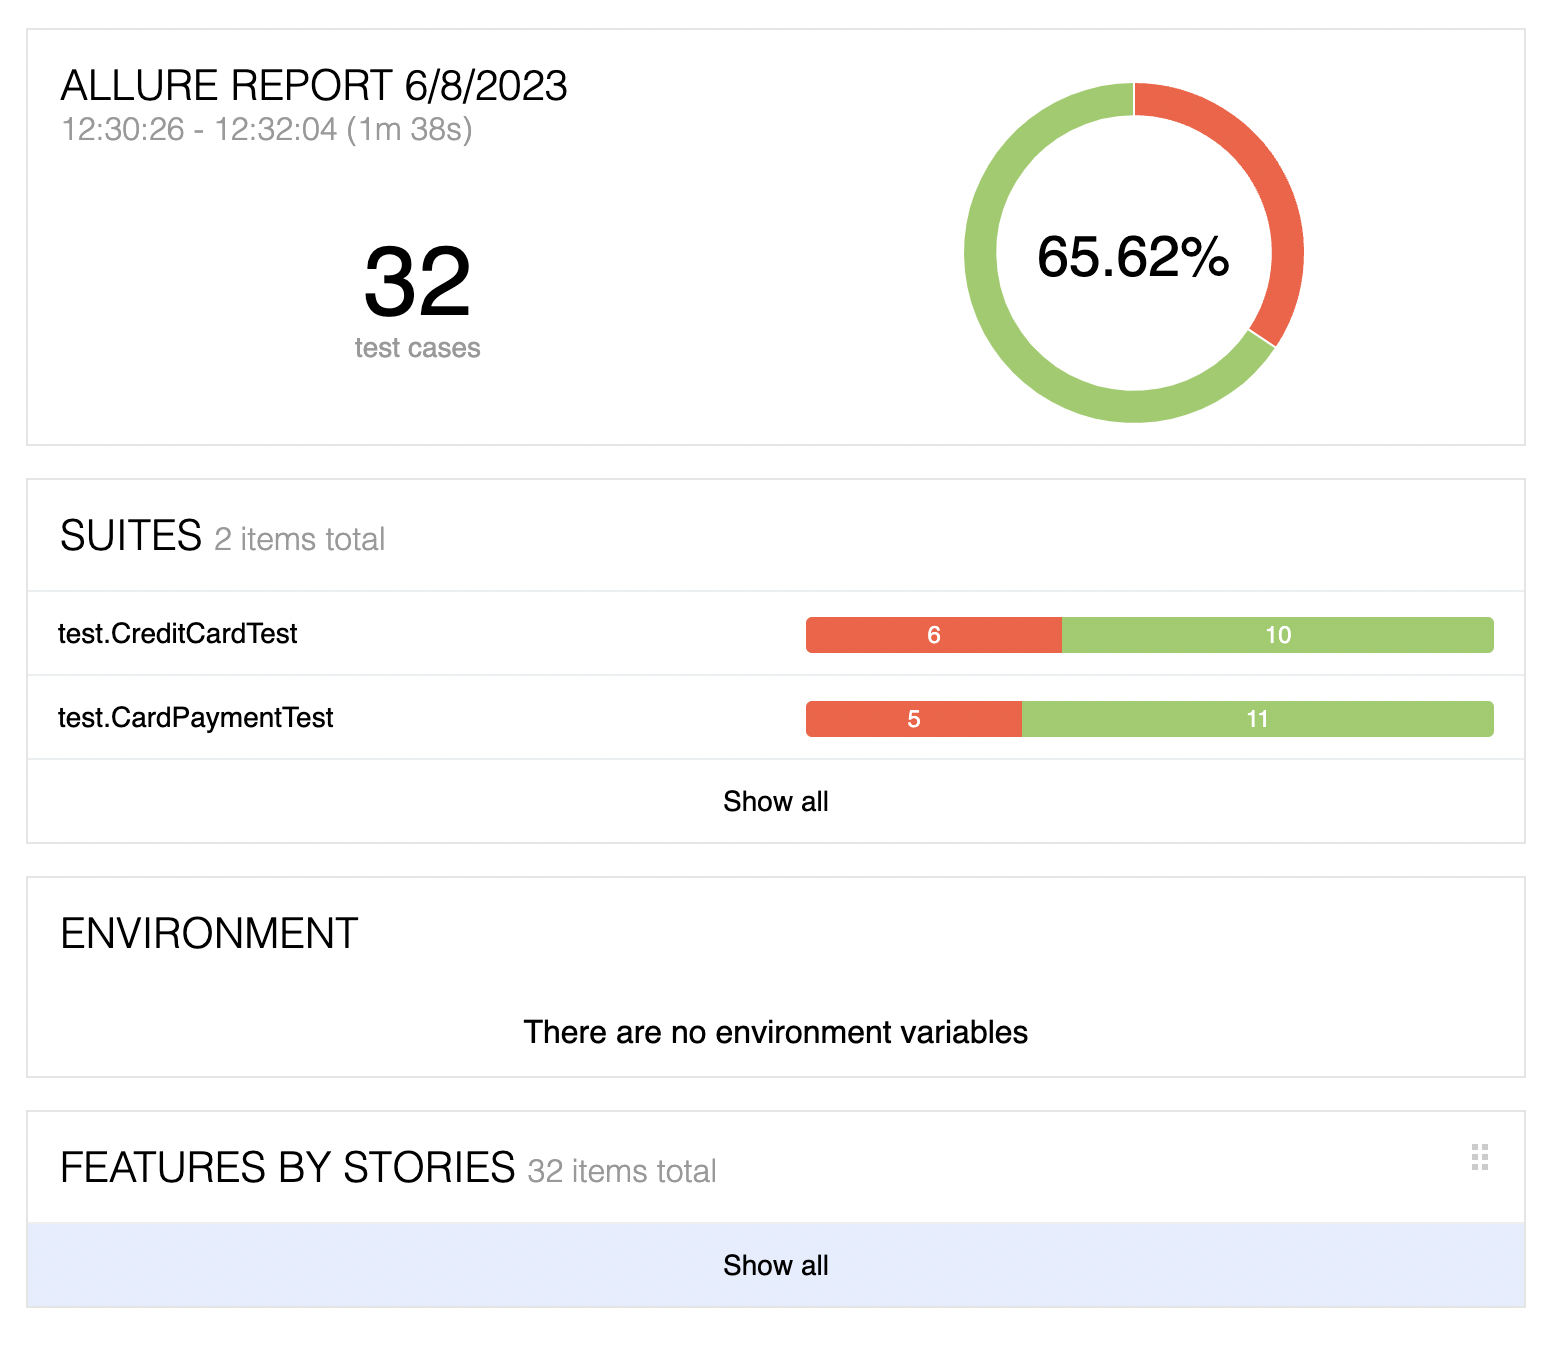 ALLURE REPORT 6/8/2023
12:30:26 - 12:32:04 (1m 38s)
32
test cases
65.62%
SUITES 2 items total
test.CreditCardTest 6 10
test.CardPaymentTest 5 11
Show all
ENVIRONMENT
There are no environment variables
FEATURES BY STORIES 32 items total
Show all